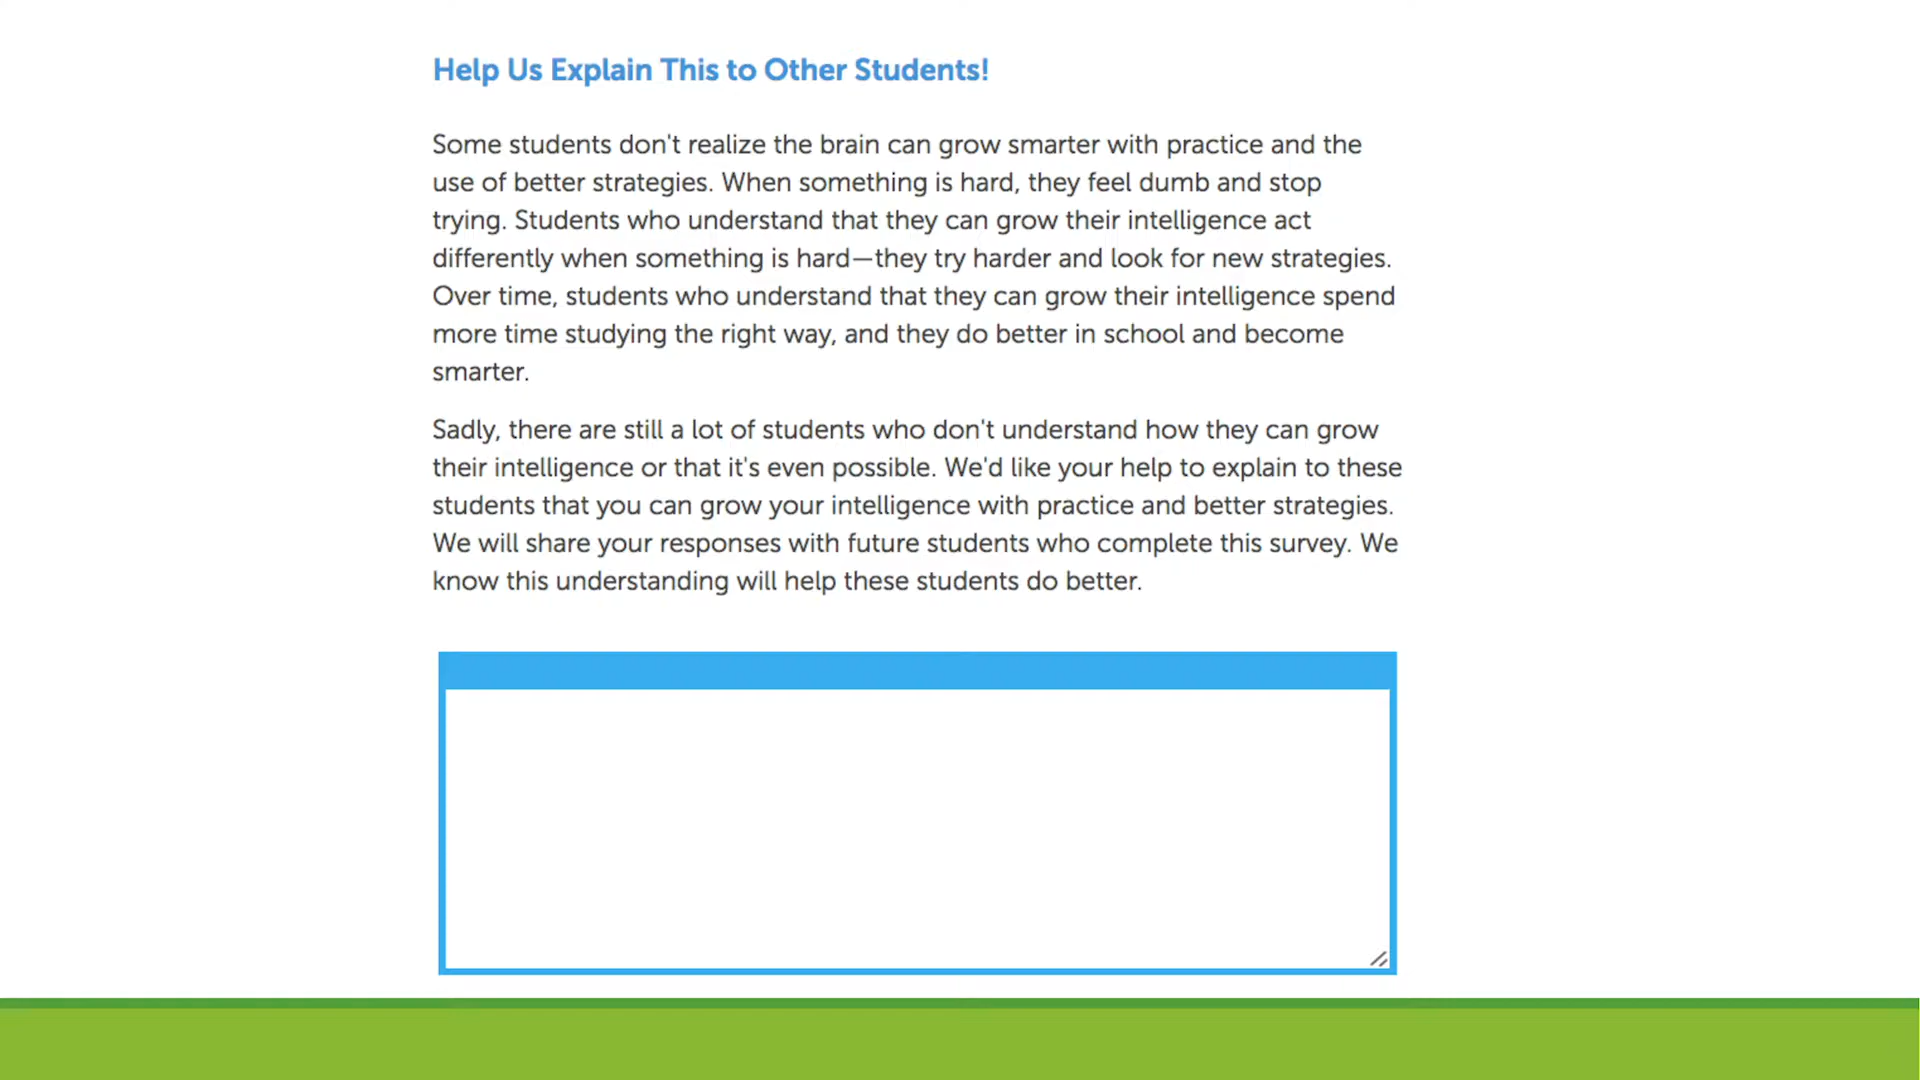 Help Us Explain This to Other Students!
Some students don't realize the brain can grow smarter with practice and the
use of better strategies. When something is hard, they feel dumb and stop
trying. Students who understand that they can grow their intelligence act
differently when something is hard—they try harder and look for new strategies.
Over time, students who understand that they can grow their intelligence spend
more time studying the right way, and they do better in school and become
smarter.
Sadly, there are still a lot of students who don't understand how they can grow
their intelligence or that it's even possible. We'd like your help to explain to these
students that you can grow your intelligence with practice and better strategies.
We will share your responses with future students who complete this survey. We
know this understanding will help these students do better.